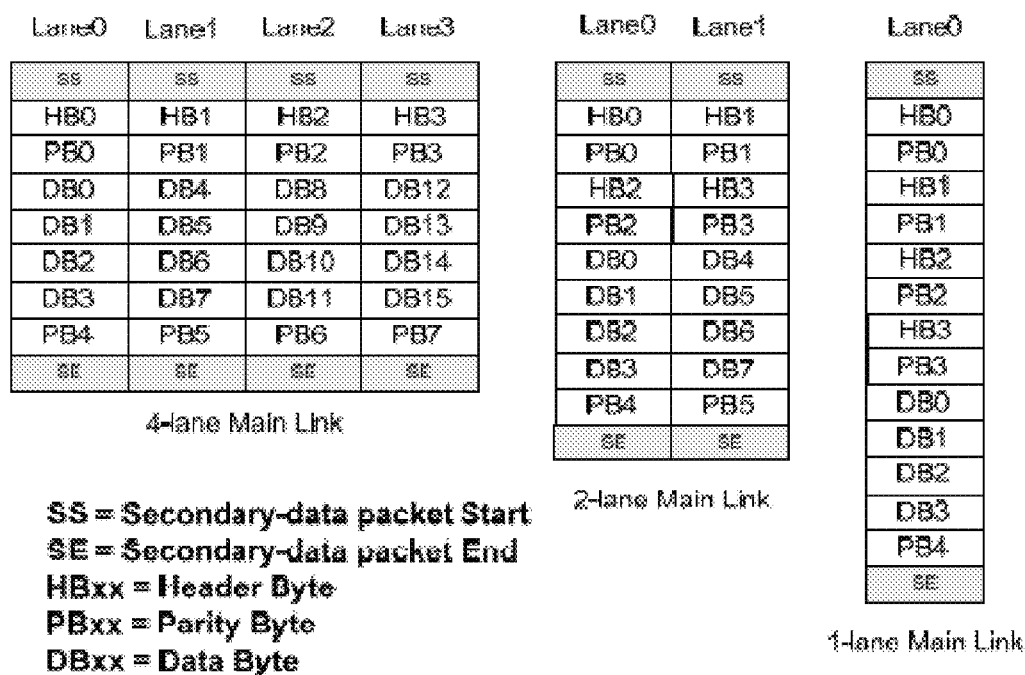 Lane0 Lane1 Lane2 Lane3
SS SS SS SS
HB0 HB1 HB2 HB3
PB0 PB1 PB2 PB3
DB0 DB4 DB8 DB12
DB1 DB5 DB9 DB13
DB2 DB6 DB10 DB14
DB3 DB7 DB11 DB15
PB4 PB5 PB6 PB7
SE SE SE SE
4-lane Main Link
Lane0 Lane1
SS SS
HB0 HB1
PB0 PB1
HB2 HB3
PB2 PB3
DB0 DB4
DB1 DB5
DB2 DB6
DB3 DB7
PB4 PB5
SE SE
2-lane Main Link
Lane0
SS
HB0
PB0
HB1
PB1
HB2
PB2
HB3
PB3
DB0
DB1
DB2
DB3
PB4
SE
1-lane Main Link
SS = Secondary-data packet Start
SE = Secondary-data packet End
HBxx = Header Byte
PBxx = Parity Byte
DBxx = Data Byte